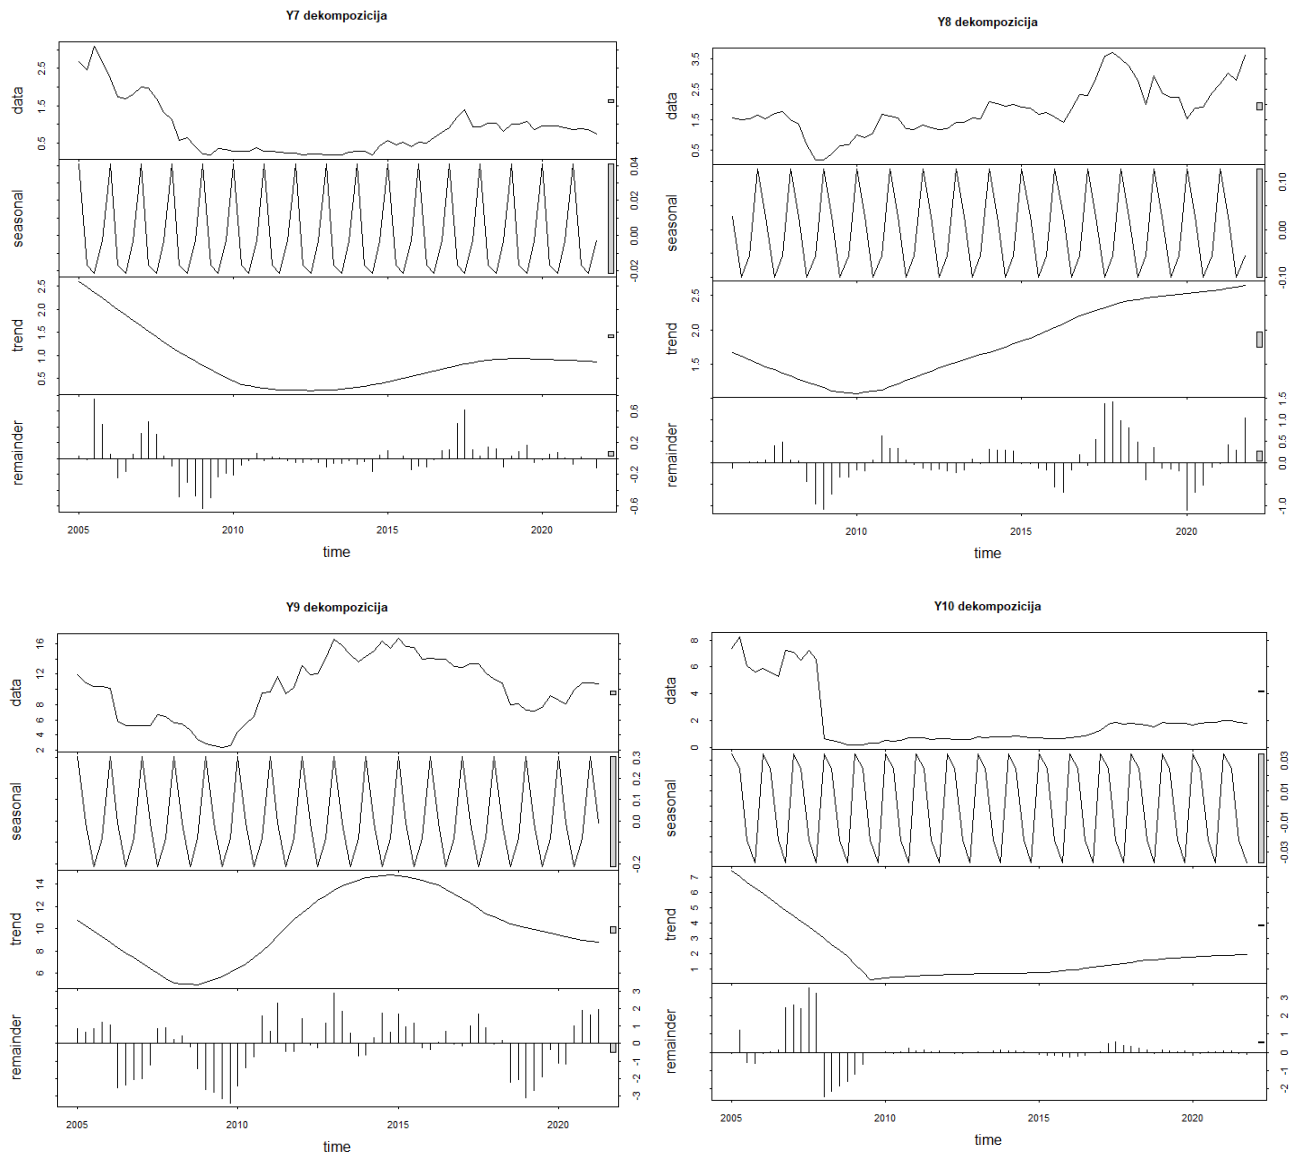 Y7 dekompozicija
data
0.5 1.5 2.5
seasonal
-0.02 0.00 0.02 0.04
trend
0.5 1.0 1.5 2.0 2.5
remainder
-0.6 -0.2 0.2 0.6
2005 2010 2015 2020
time
Y8 dekompozicija
data
0.5 1.5 2.5 3.5
seasonal
-0.10 0.00 0.10
trend
1.5 2.0 2.5
remainder
-1.0 0.0 0.5 1.0 1.5
2010 2015 2020
time
Y9 dekompozicija
data
2 4 6 8 12 16
seasonal
-0.2 0.0 0.1 0.2 0.3
trend
6 8 10 12 14
remainder
-3 -2 -1 0 1 2 3
2005 2010 2015 2020
time
Y10 dekompozicija
data
0 2 4 6 8
seasonal
-0.03 -0.01 0.01 0.03
trend
1 2 3 4 5 6 7
remainder
-2 -1 0 1 2 3
2005 2010 2015 2020
time